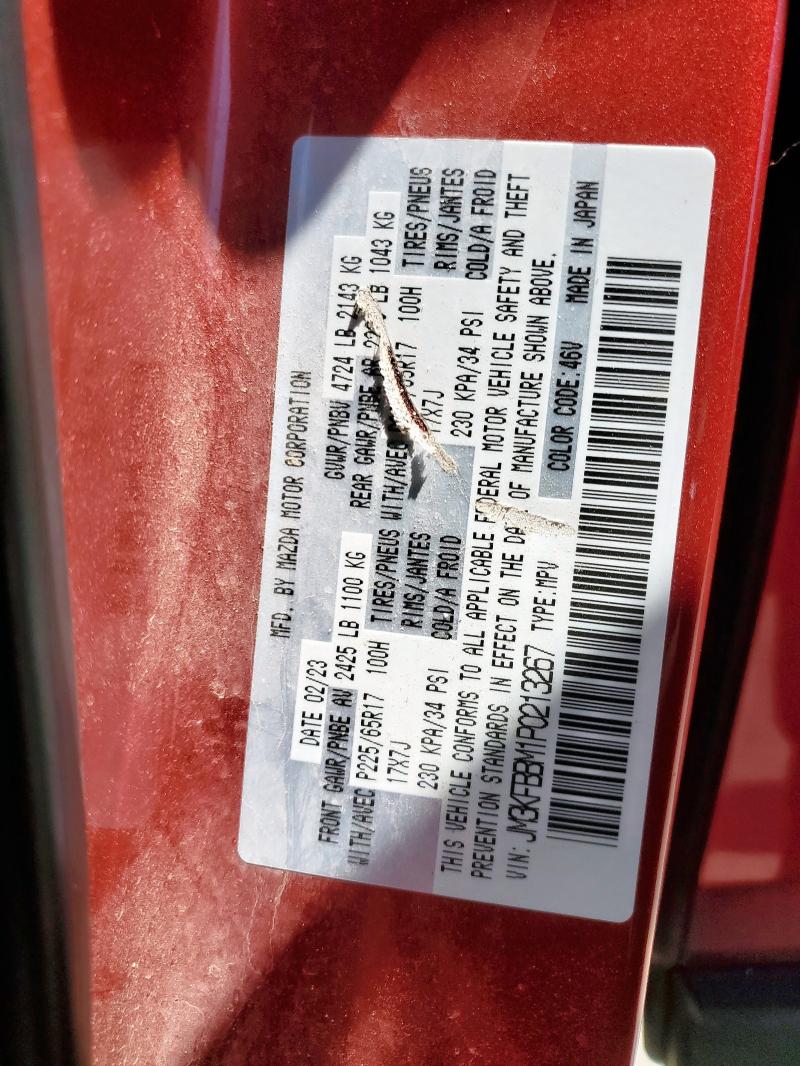 MFD. BY MAZDA MOTOR CORPORATION
DATE 02/23 GVWR/PNBV 4724 LB 2143 KG
FRONT GAWR/PNBE AV 2425 LB 1100 KG REAR GAWR/PNBE AR LB 1043 KG
WITH/AVEC P225/65R17 100H TIRES/PNEUS WITH/AVEC 100H TIRES/PNEUS
17X7J RIMS/JANTES 17X7J RIMS/JANTES
230 KPA/34 PSI COLD/A FROID 230 KPA/34 PSI COLD/A FROID
THIS VEHICLE CONFORMS TO ALL APPLICABLE FEDERAL MOTOR VEHICLE SAFETY AND THEFT
PREVENTION STANDARDS IN EFFECT ON THE DATE OF MANUFACTURE SHOWN ABOVE.
VIN: JM3KFBBM1P0213267 TYPE:MPV COLOR CODE:46V MADE IN JAPAN